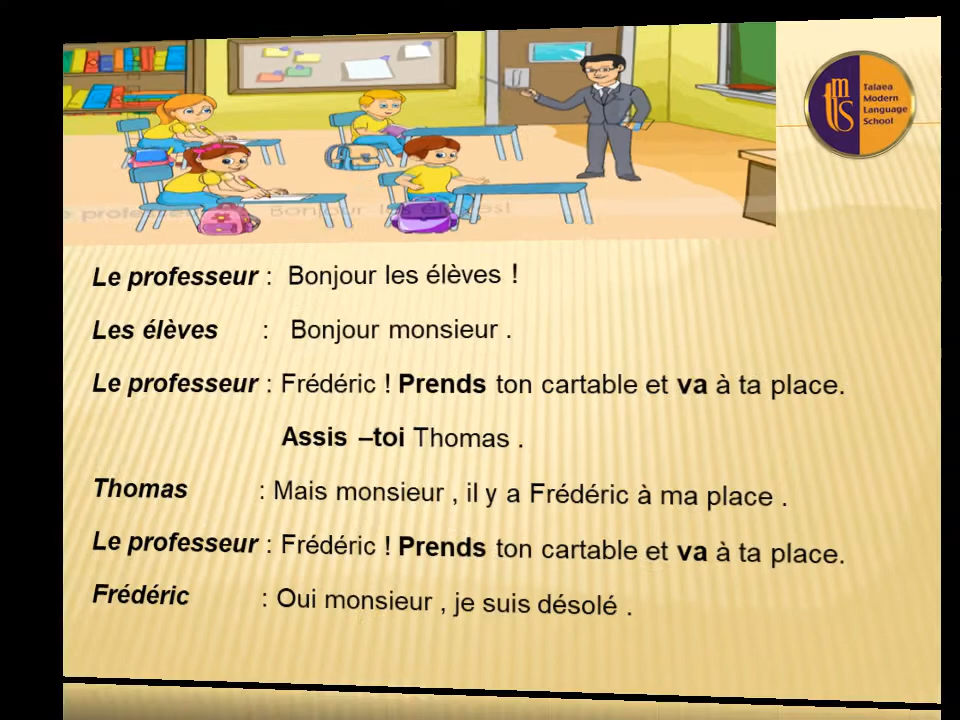 tms
Talaea
Modern
Language
School
Le professeur : Bonjour les élèves !
Les élèves : Bonjour monsieur .
Le professeur : Frédéric ! Prends ton cartable et va à ta place.
Assis –toi Thomas .
Thomas : Mais monsieur , il y a Frédéric à ma place .
Le professeur : Frédéric ! Prends ton cartable et va à ta place.
Frédéric : Oui monsieur , je suis désolé .